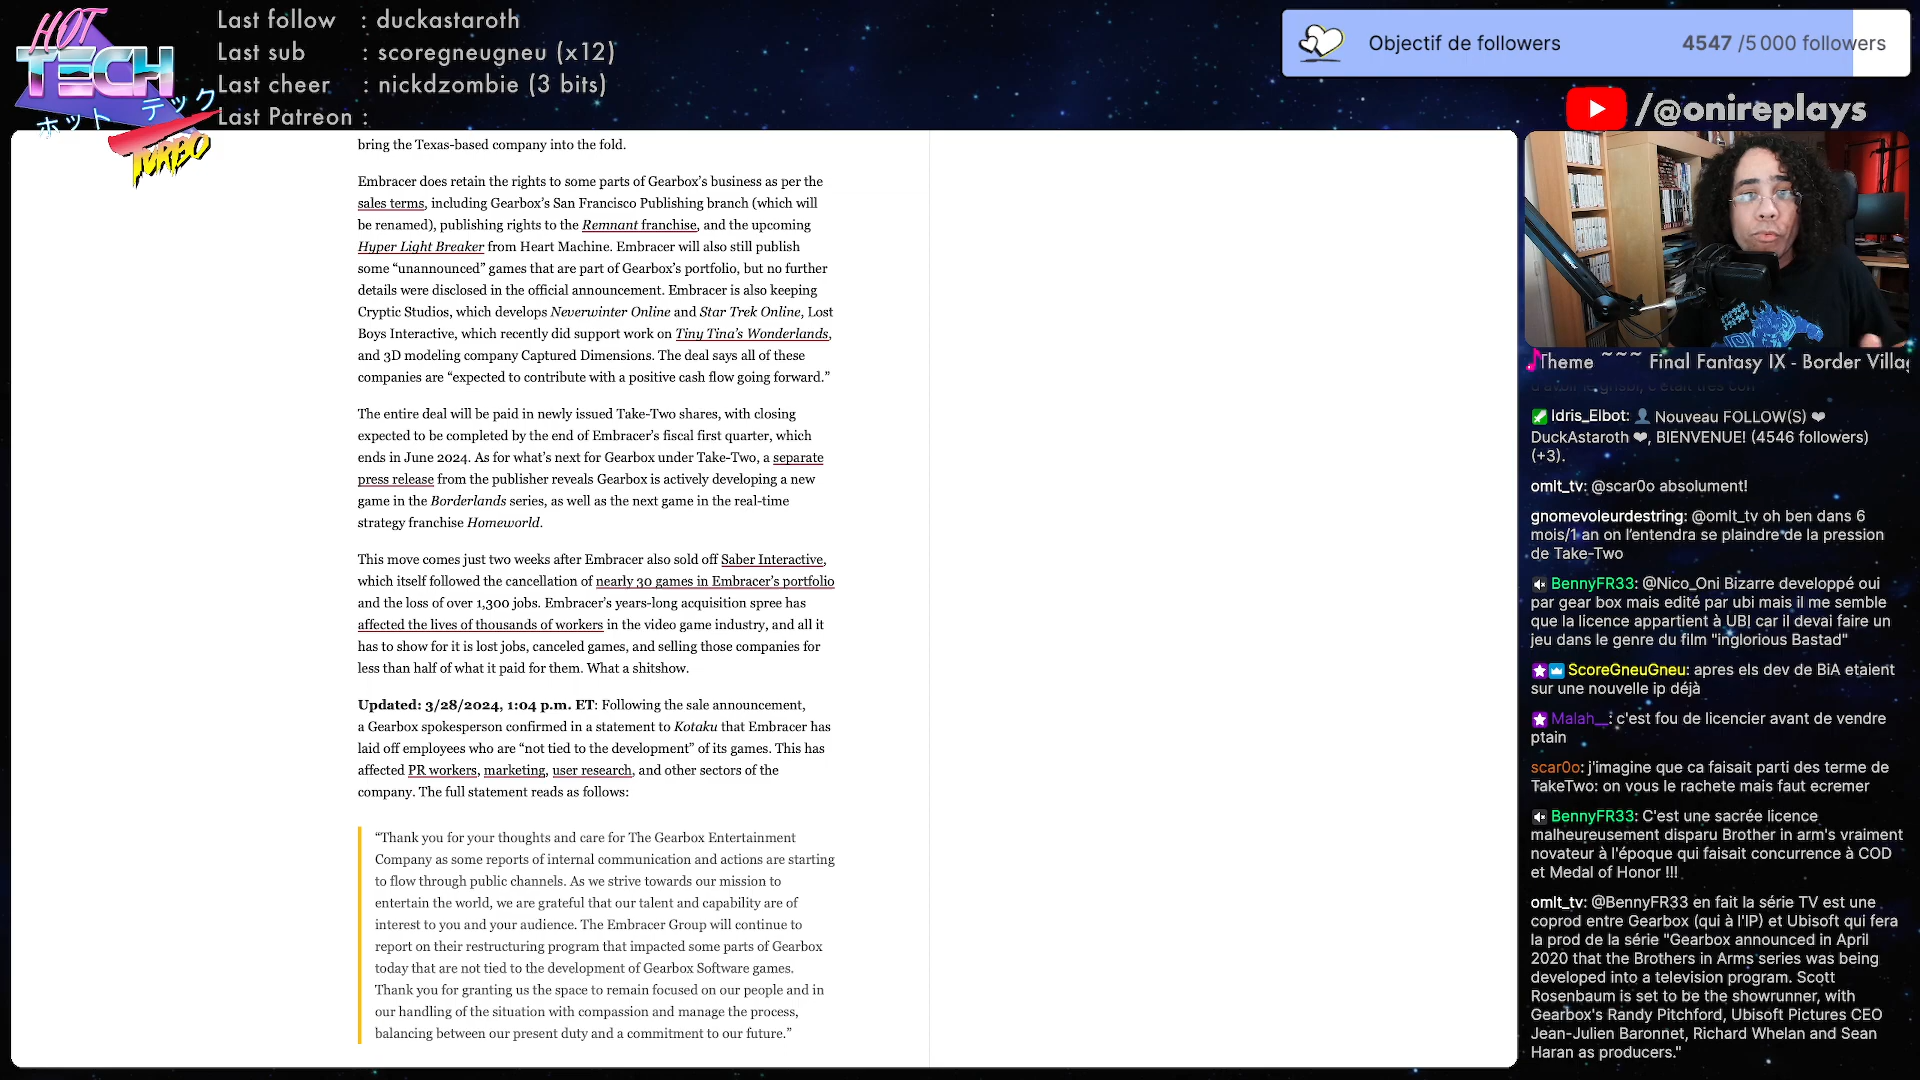 HOT
TECH
ホット テック
TURBO
Last follow : duckastaroth
Last sub : scoregneugneu (x12)
Last cheer : nickdzombie (3 bits)
Last Patreon :
Objectif de followers 4547 /5 000 followers
/@onireplays
bring the Texas-based company into the fold.
Embracer does retain the rights to some parts of Gearbox’s business as per the
sales terms, including Gearbox’s San Francisco Publishing branch (which will
be renamed), publishing rights to the Remnant franchise, and the upcoming
Hyper Light Breaker from Heart Machine. Embracer will also still publish
some “unannounced” games that are part of Gearbox’s portfolio, but no further
details were disclosed in the official announcement. Embracer is also keeping
Cryptic Studios, which develops Neverwinter Online and Star Trek Online, Lost
Boys Interactive, which recently did support work on Tiny Tina’s Wonderlands,
and 3D modeling company Captured Dimensions. The deal says all of these
companies are “expected to contribute with a positive cash flow going forward.”
The entire deal will be paid in newly issued Take-Two shares, with closing
expected to be completed by the end of Embracer’s fiscal first quarter, which
ends in June 2024. As for what’s next for Gearbox under Take-Two, a separate
press release from the publisher reveals Gearbox is actively developing a new
game in the Borderlands series, as well as the next game in the real-time
strategy franchise Homeworld.
This move comes just two weeks after Embracer also sold off Saber Interactive,
which itself followed the cancellation of nearly 30 games in Embracer’s portfolio
and the loss of over 1,300 jobs. Embracer’s years-long acquisition spree has
affected the lives of thousands of workers in the video game industry, and all it
has to show for it is lost jobs, canceled games, and selling those companies for
less than half of what it paid for them. What a shitshow.
Updated: 3/28/2024, 1:04 p.m. ET: Following the sale announcement,
a Gearbox spokesperson confirmed in a statement to Kotaku that Embracer has
laid off employees who are “not tied to the development” of its games. This has
affected PR workers, marketing, user research, and other sectors of the
company. The full statement reads as follows:
“Thank you for your thoughts and care for The Gearbox Entertainment
Company as some reports of internal communication and actions are starting
to flow through public channels. As we strive towards our mission to
entertain the world, we are grateful that our talent and capability are of
interest to you and your audience. The Embracer Group will continue to
report on their restructuring program that impacted some parts of Gearbox
today that are not tied to the development of Gearbox Software games.
Thank you for granting us the space to remain focused on our people and in
our handling of the situation with compassion and manage the process,
balancing between our present duty and a commitment to our future.”
Theme ~~~ Final Fantasy IX - Border Villag
Idris_Elbot: 👤 Nouveau FOLLOW(S) ❤
DuckAstaroth ❤, BIENVENUE! (4546 followers)
(+3).
omlt_tv: @scar0o absolument!
gnomevoleurdestring: @omlt_tv oh ben dans 6
mois/1 an on l’entendra se plaindre de la pression
de Take-Two
BennyFR33: @Nico_Oni Bizarre developpé oui
par gear box mais edité par ubi mais il me semble
que la licence appartient à UBI car il devai faire un
jeu dans le genre du film "inglorious Bastad"
ScoreGneuGneu: apres els dev de BiA etaient
sur une nouvelle ip déjà
Malah__: c'est fou de licencier avant de vendre
ptain
scar0o: j'imagine que ca faisait parti des terme de
TakeTwo: on vous le rachete mais faut ecremer
BennyFR33: C'est une sacrée licence
malheureusement disparu Brother in arm's vraiment
novateur à l'époque qui faisait concurrence à COD
et Medal of Honor !!!
omlt_tv: @BennyFR33 en fait la série TV est une
coprod entre Gearbox (qui à l'IP) et Ubisoft qui fera
la prod de la série "Gearbox announced in April
2020 that the Brothers in Arms series was being
developed into a television program. Scott
Rosenbaum is set to be the showrunner, with
Gearbox's Randy Pitchford, Ubisoft Pictures CEO
Jean-Julien Baronnet, Richard Whelan and Sean
Haran as producers."